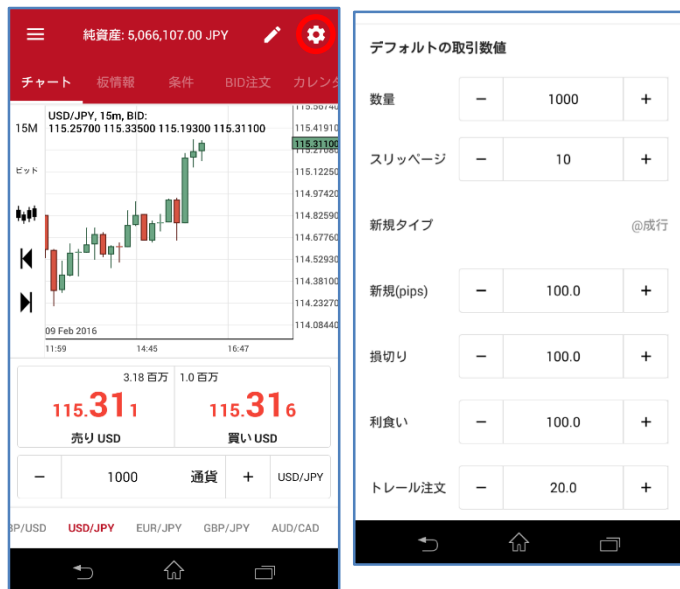 純資産: 5,066,107.00 JPY
チャート 板情報 条件 BID注文 カレンダ
USD/JPY, 15m, BID:
15M 115.25700 115.33500 115.19300 115.31100
115.56740
115.41910
115.31100
115.27080
ビッド
115.12250
114.97420
114.82590
114.67760
114.52930
114.38100
114.23270
114.08440
09 Feb 2016
11:59 14:45 16:47
3.18 百万 1.0 百万
115.311 115.316
売り USD 買い USD
− 1000 通貨 + USD/JPY
BP/USD USD/JPY EUR/JPY GBP/JPY AUD/CAD
デフォルトの取引数値
数量 − 1000 +
スリッページ − 10 +
新規タイプ @成行
新規(pips) − 100.0 +
損切り − 100.0 +
利食い − 100.0 +
トレール注文 − 20.0 +